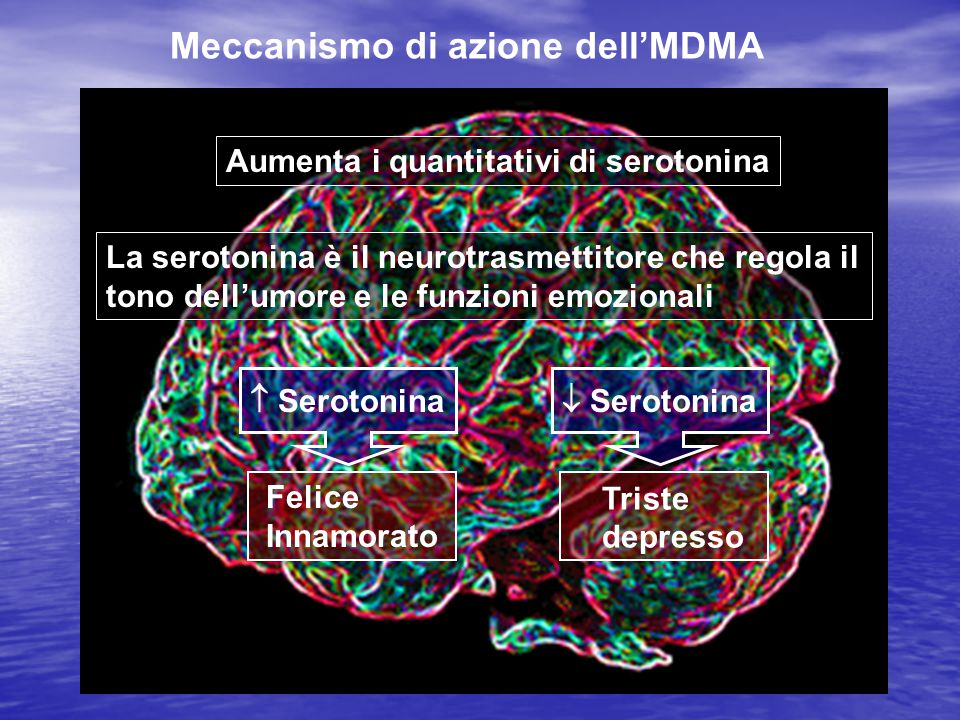 Meccanismo di azione dell’MDMA
Aumenta i quantitativi di serotonina
La serotonina è il neurotrasmettitore che regola il
tono dell’umore e le funzioni emozionali
↑ Serotonina
↓ Serotonina
Felice
Innamorato
Triste
depresso